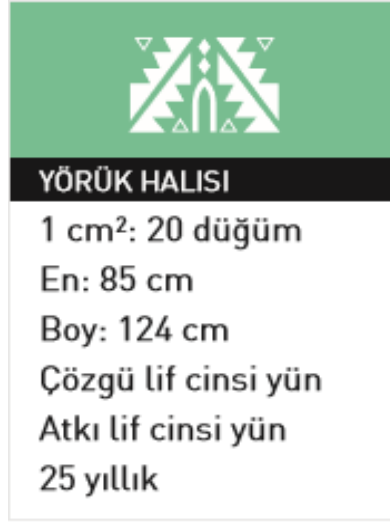 YÖRÜK HALISI
1 cm²: 20 düğüm
En: 85 cm
Boy: 124 cm
Çözgü lif cinsi yün
Atkı lif cinsi yün
25 yıllık